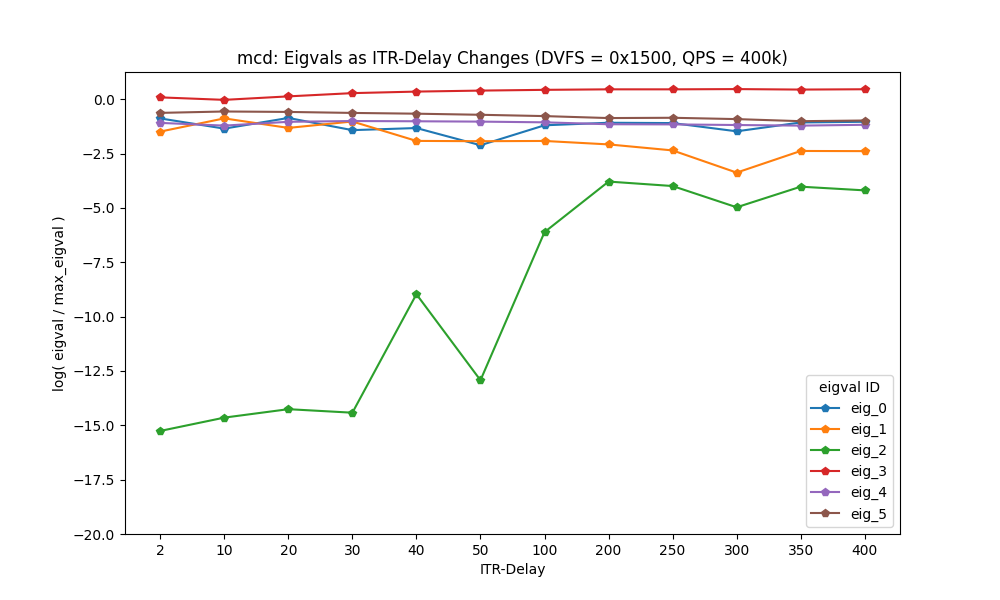 mcd: Eigvals as ITR-Delay Changes (DVFS = 0x1500, QPS = 400k)
log( eigval / max_eigval )
0.0
−2.5
−5.0
−7.5
−10.0
−12.5
−15.0
−17.5
−20.0
eigval ID
eig_0
eig_1
eig_2
eig_3
eig_4
eig_5
2 10 20 30 40 50 100 200 250 300 350 400
ITR-Delay